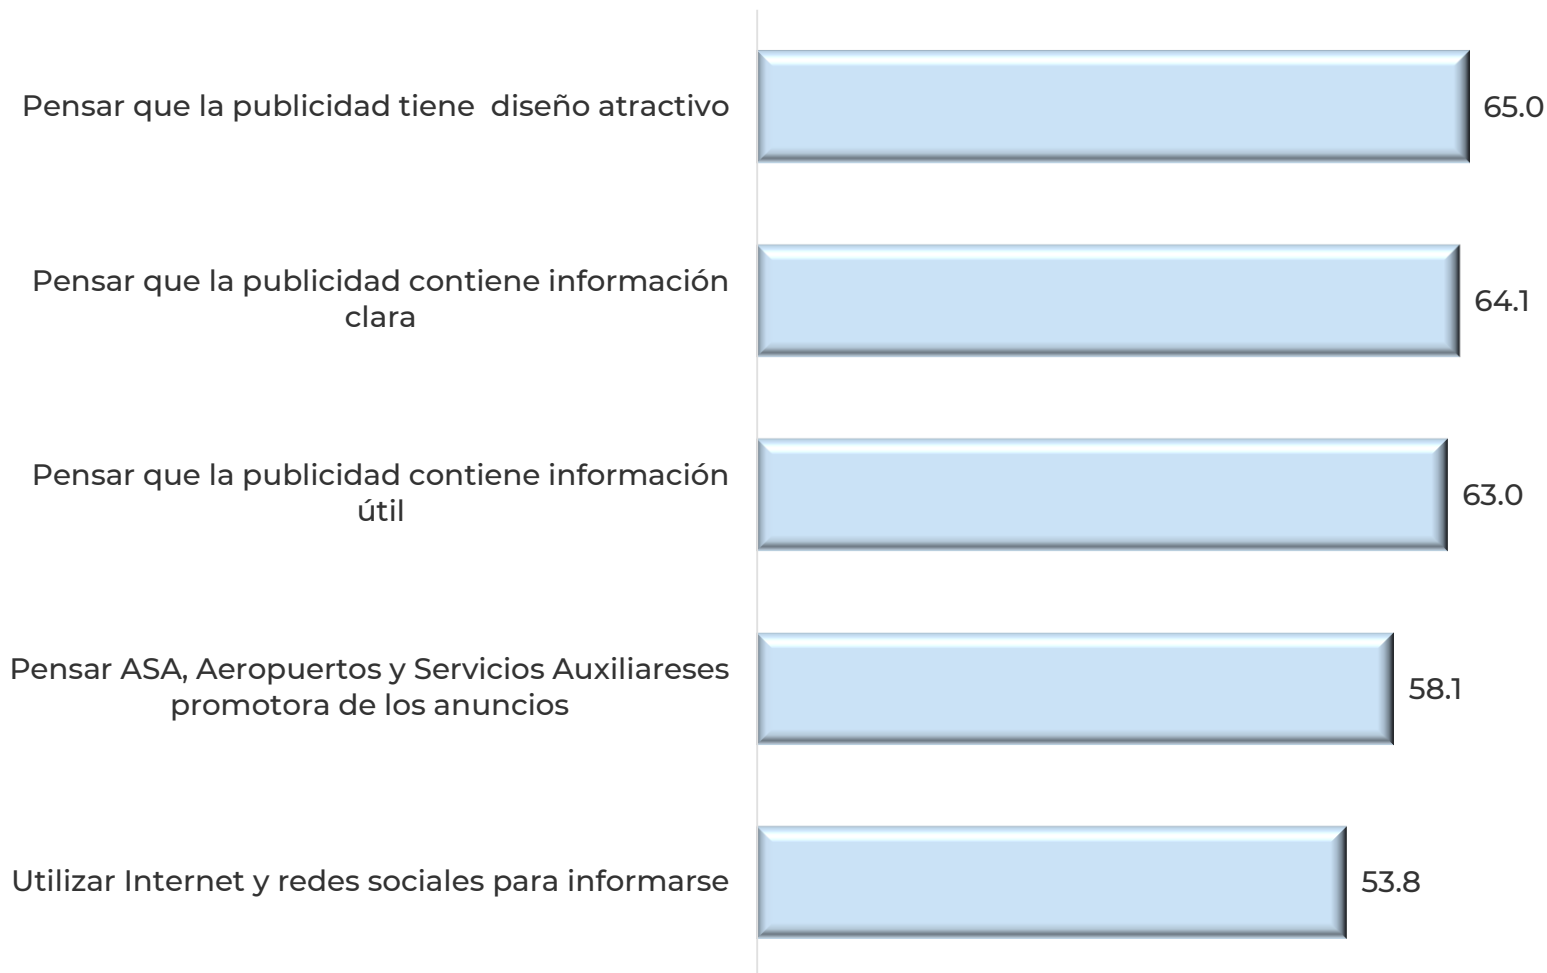 Pensar que la publicidad tiene  diseño atractivo
65.0
Pensar que la publicidad contiene información
clara
64.1
Pensar que la publicidad contiene información
útil
63.0
Pensar ASA, Aeropuertos y Servicios Auxiliareses
promotora de los anuncios
58.1
Utilizar Internet y redes sociales para informarse
53.8